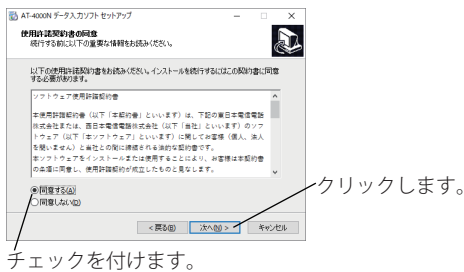 AT-4000N データ入力ソフト セットアップ
使用許諾契約書の同意
続行する前に以下の重要な情報をお読みください。
以下の使用許諾契約書をお読みください。インストールを続行するにはこの契約書に同意
する必要があります。
ソフトウェア使用許諾契約書
本使用許諾契約書（以下「本契約書」といいます）は、下記の東日本電信電話
株式会社または、西日本電信電話株式会社（以下「当社」といいます）のソフ
トウェア（以下「本ソフトウェア」といいます）に関してお客様（個人、法人
を問いません）と当社との間に締結される法的な契約書です。
本ソフトウェアをインストールまたは使用することにより、お客様は本契約書
の条項に同意し、使用許諾契約が成立したものと見なします。
同意する(A)
同意しない(D)
< 戻る(B) 次へ(N) > キャンセル
クリックします。
チェックを付けます。